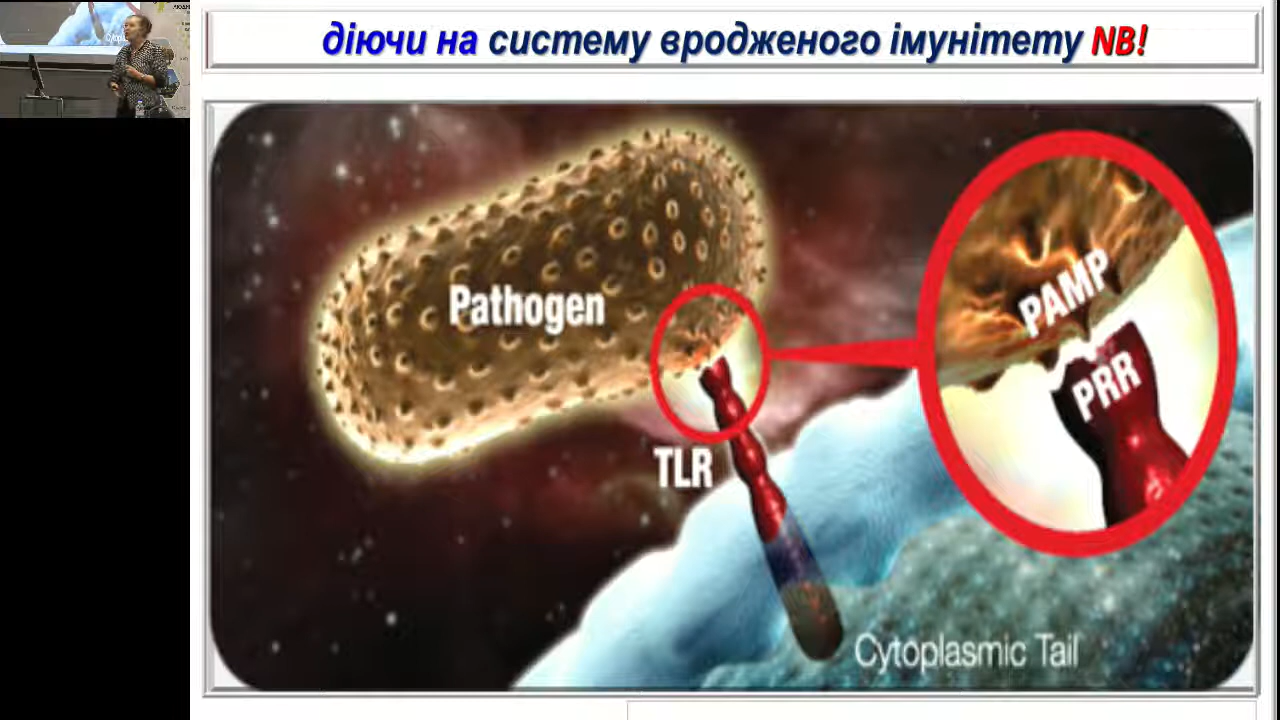 діючи на систему вродженого імунітету NB!
Pathogen
PAMP
PRR
TLR
Cytoplasmic Tail